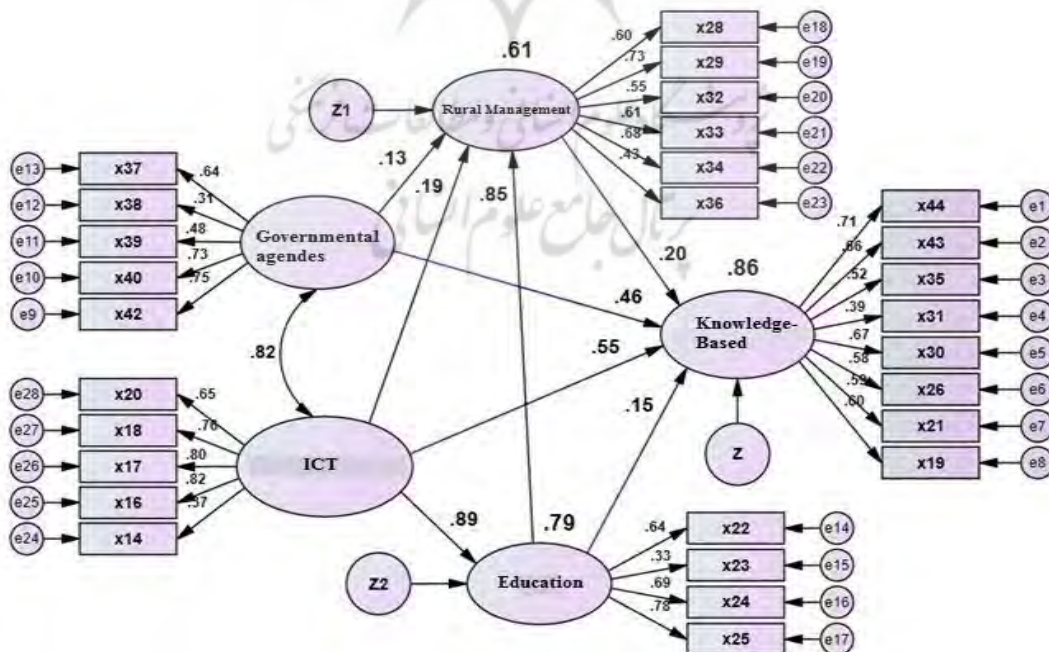 .61
Rural Management
Z1
.60
.73
.55
.61
.68
.43
x28
x29
x32
x33
x34
x36
e18
e19
e20
e21
e22
e23
.13
.19
.85
e13
e12
e11
e10
e9
x37
x38
x39
x40
x42
.64
.31
.48
.73
.75
Governmental
agendes
.20
.86
.46
Knowledge-
Based
.55
.71
.66
.52
.39
.67
.58
.59
.60
x44
x43
x35
x31
x30
x26
x21
x19
e1
e2
e3
e4
e5
e6
e7
e8
.82
.15
Z
e28
e27
e26
e25
e24
x20
x18
x17
x16
x14
.65
.76
.80
.82
.37
ICT
.89
.79
Z2
Education
.64
.33
.69
.78
x22
x23
x24
x25
e14
e15
e16
e17
پرتال جامع علوم انسانی